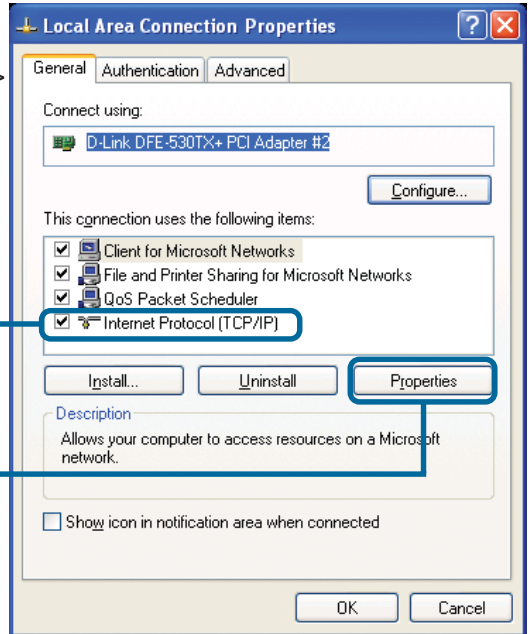 Local Area Connection Properties
>
General Authentication Advanced
Connect using:
D-Link DFE-530TX+ PCI Adapter #2
Configure...
This connection uses the following items:
Client for Microsoft Networks
File and Printer Sharing for Microsoft Networks
QoS Packet Scheduler
Internet Protocol (TCP/IP)
Install... Uninstall Properties
Description
Allows your computer to access resources on a Microsoft
network.
Show icon in notification area when connected
OK Cancel